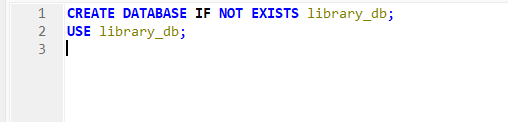 1 CREATE DATABASE IF NOT EXISTS library_db;
2 USE library_db;
3